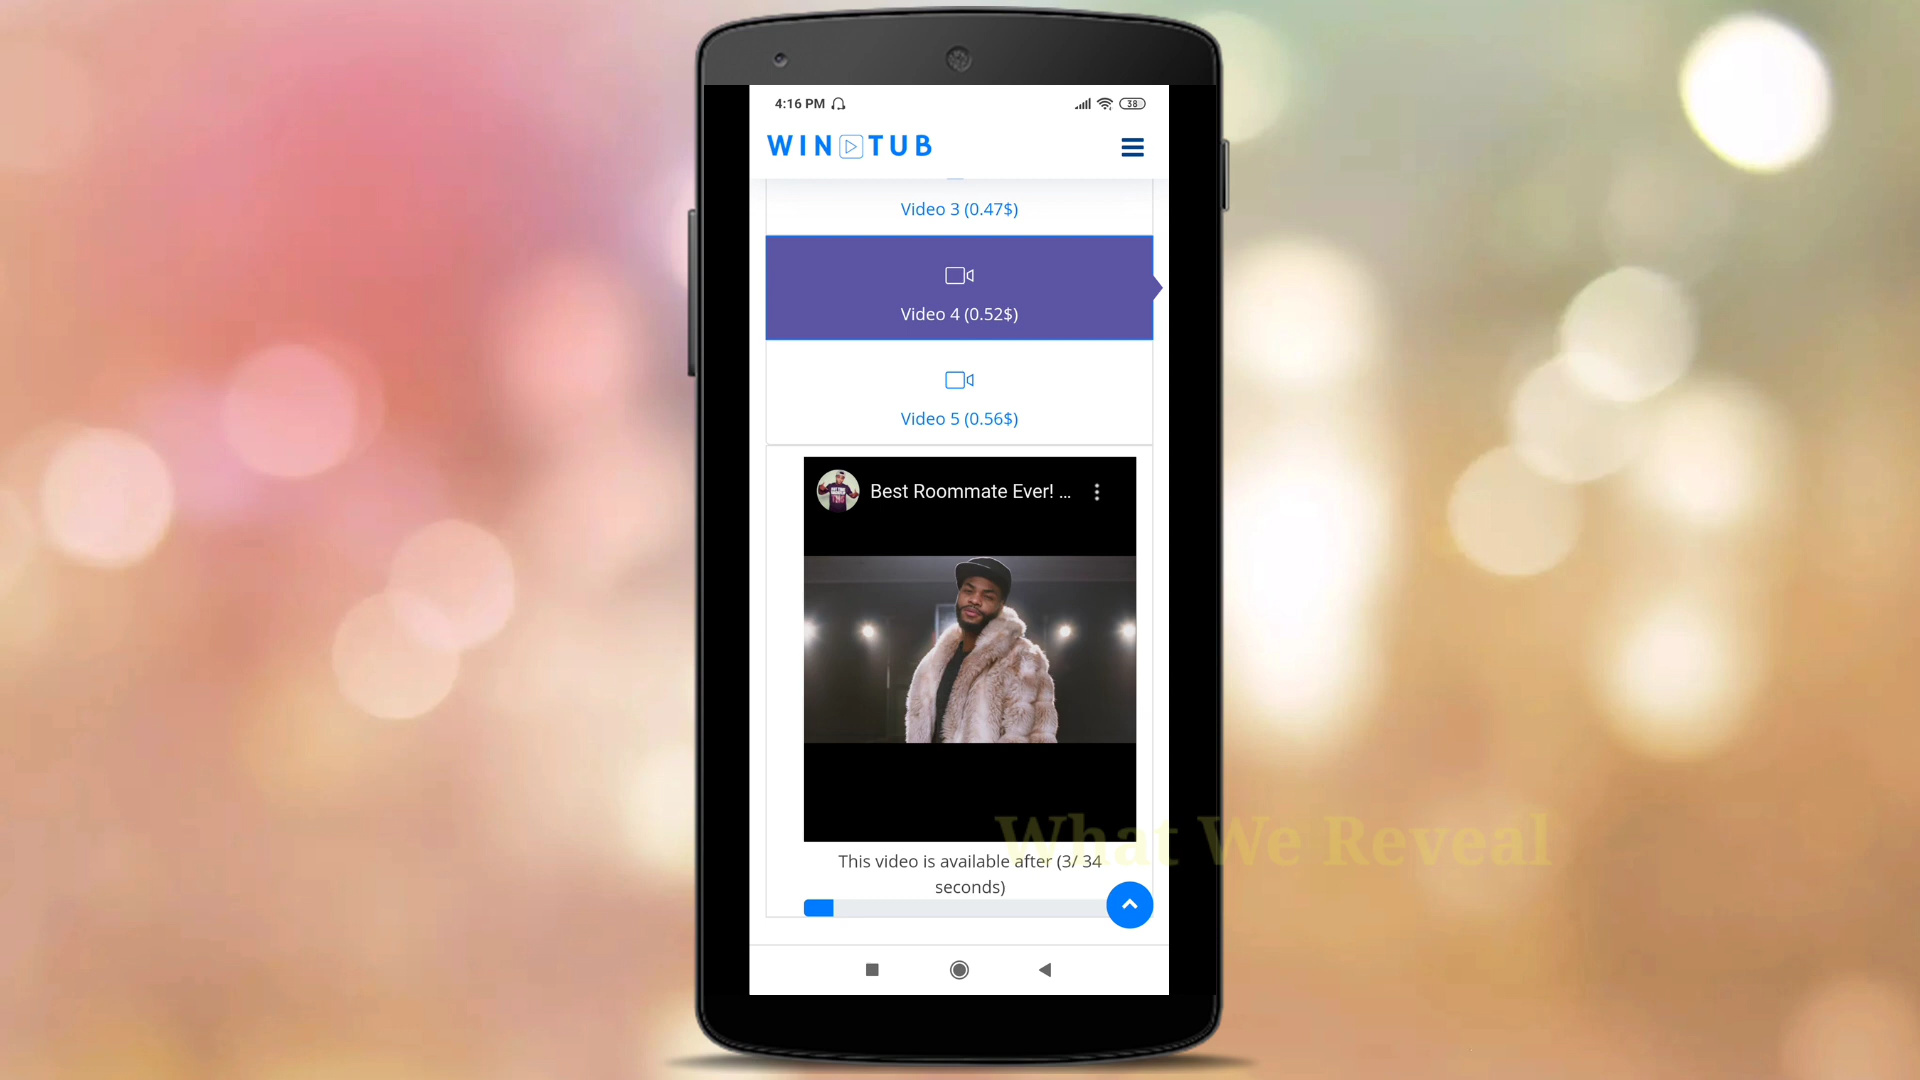 4:16 PM
38
WIN TUB
Video 3 (0.47$)
Video 4 (0.52$)
Video 5 (0.56$)
Best Roommate Ever! ...
What We Reveal
This video is available after (3/ 34
seconds)